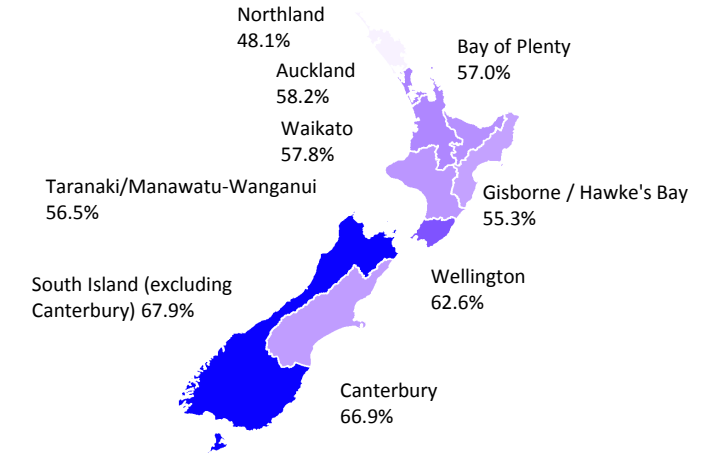 Northland
48.1%
Bay of Plenty
57.0%
Auckland
58.2%
Waikato
57.8%
Taranaki/Manawatu-Wanganui
56.5%
Gisborne / Hawke's Bay
55.3%
Wellington
62.6%
South Island (excluding
Canterbury) 67.9%
Canterbury
66.9%